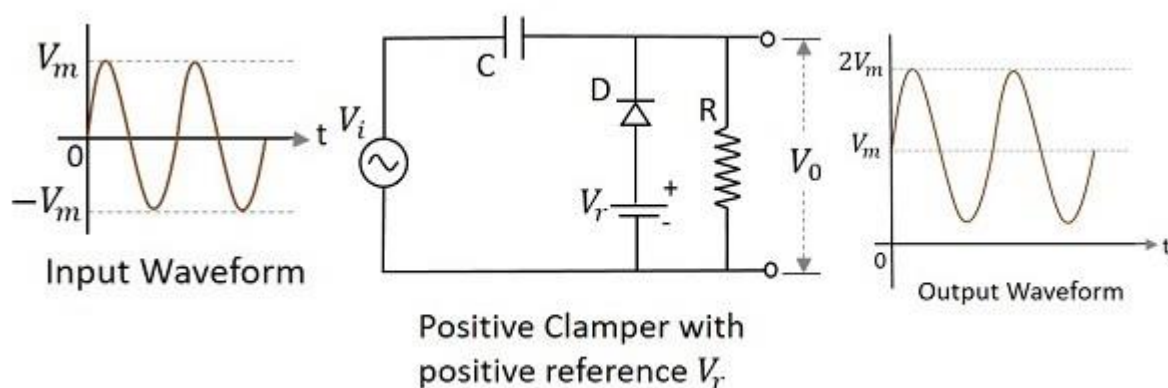 V_m
0
t
−V_m
Input Waveform
V_i
C
D
R
V_r
+
-
V_0
Positive Clamper with
positive reference V_r
2V_m
V_m
0
t
Output Waveform